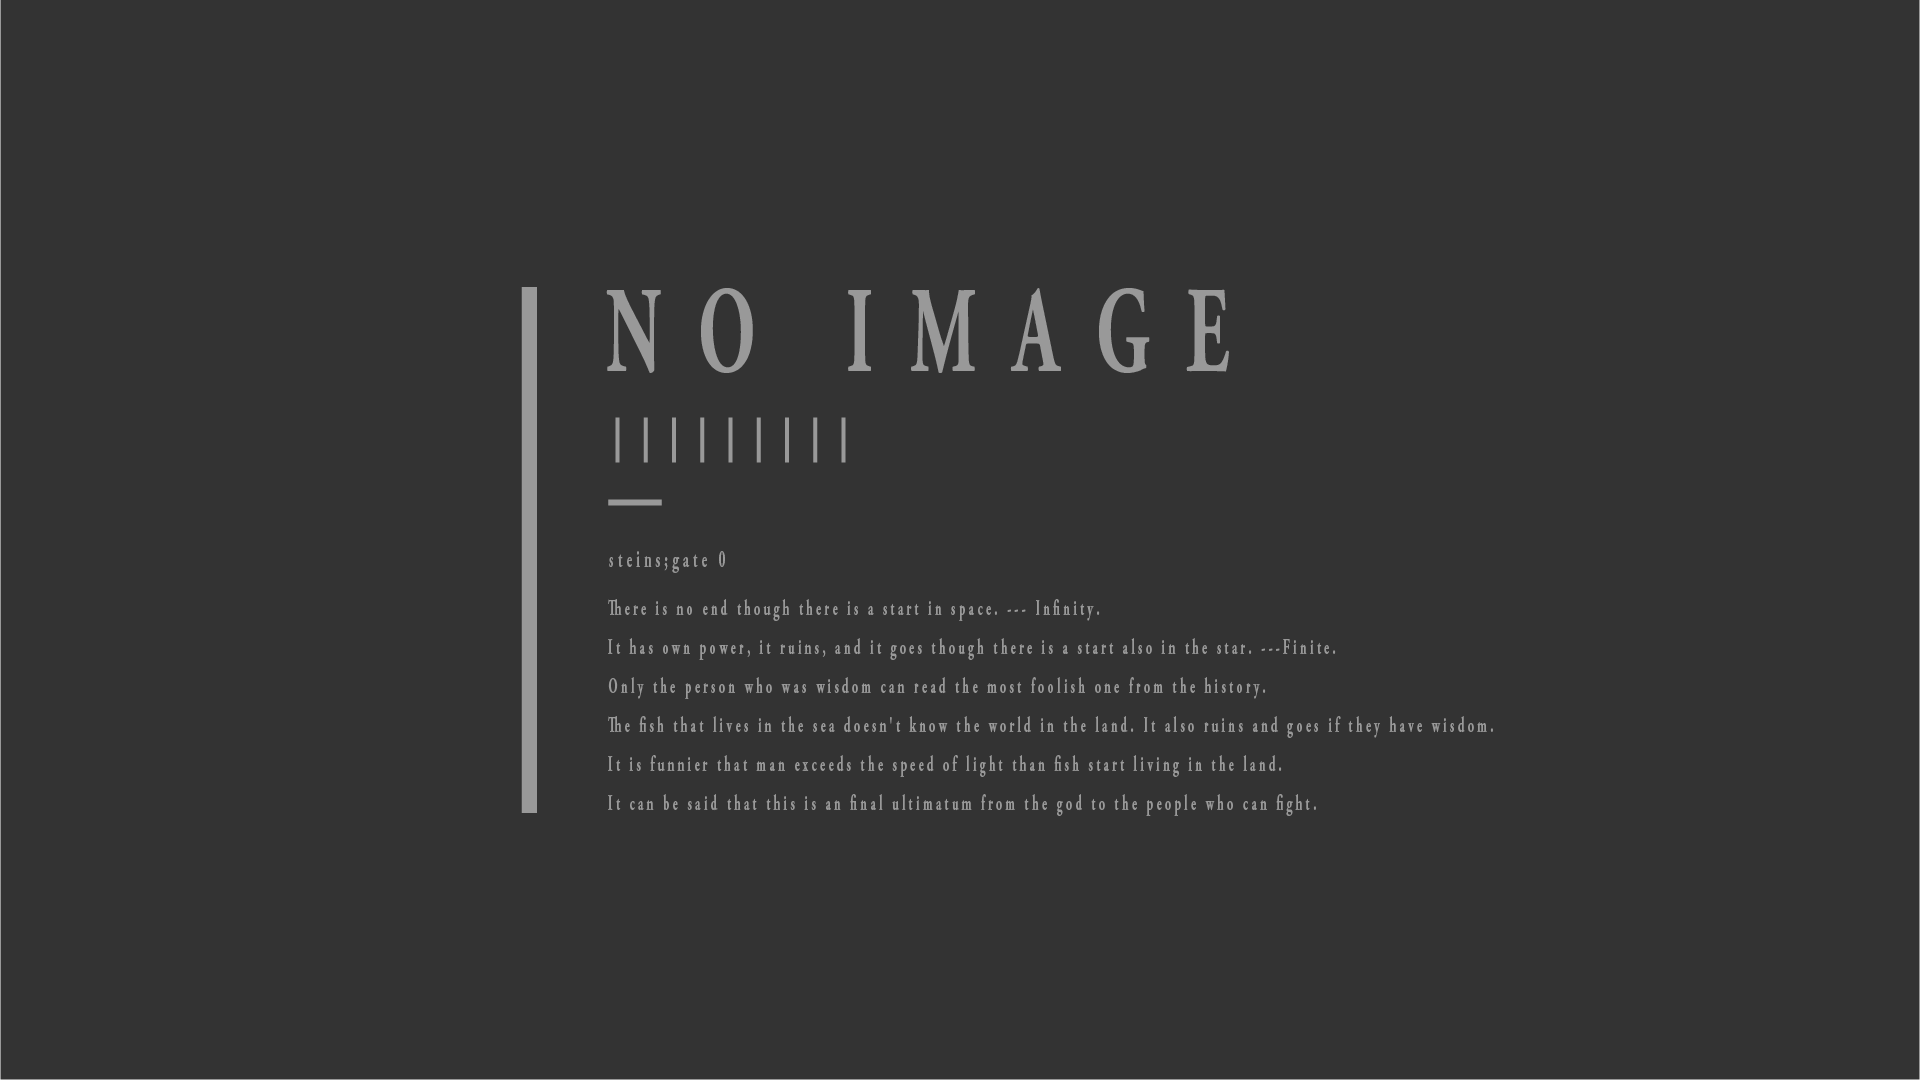 NO IMAGE
steins;gate 0
There is no end though there is a start in space. --- Infinity.
It has own power, it ruins, and it goes though there is a start also in the star. ---Finite.
Only the person who was wisdom can read the most foolish one from the history.
The fish that lives in the sea doesn't know the world in the land. It also ruins and goes if they have wisdom.
It is funnier that man exceeds the speed of light than fish start living in the land.
It can be said that this is an final ultimatum from the god to the people who can fight.